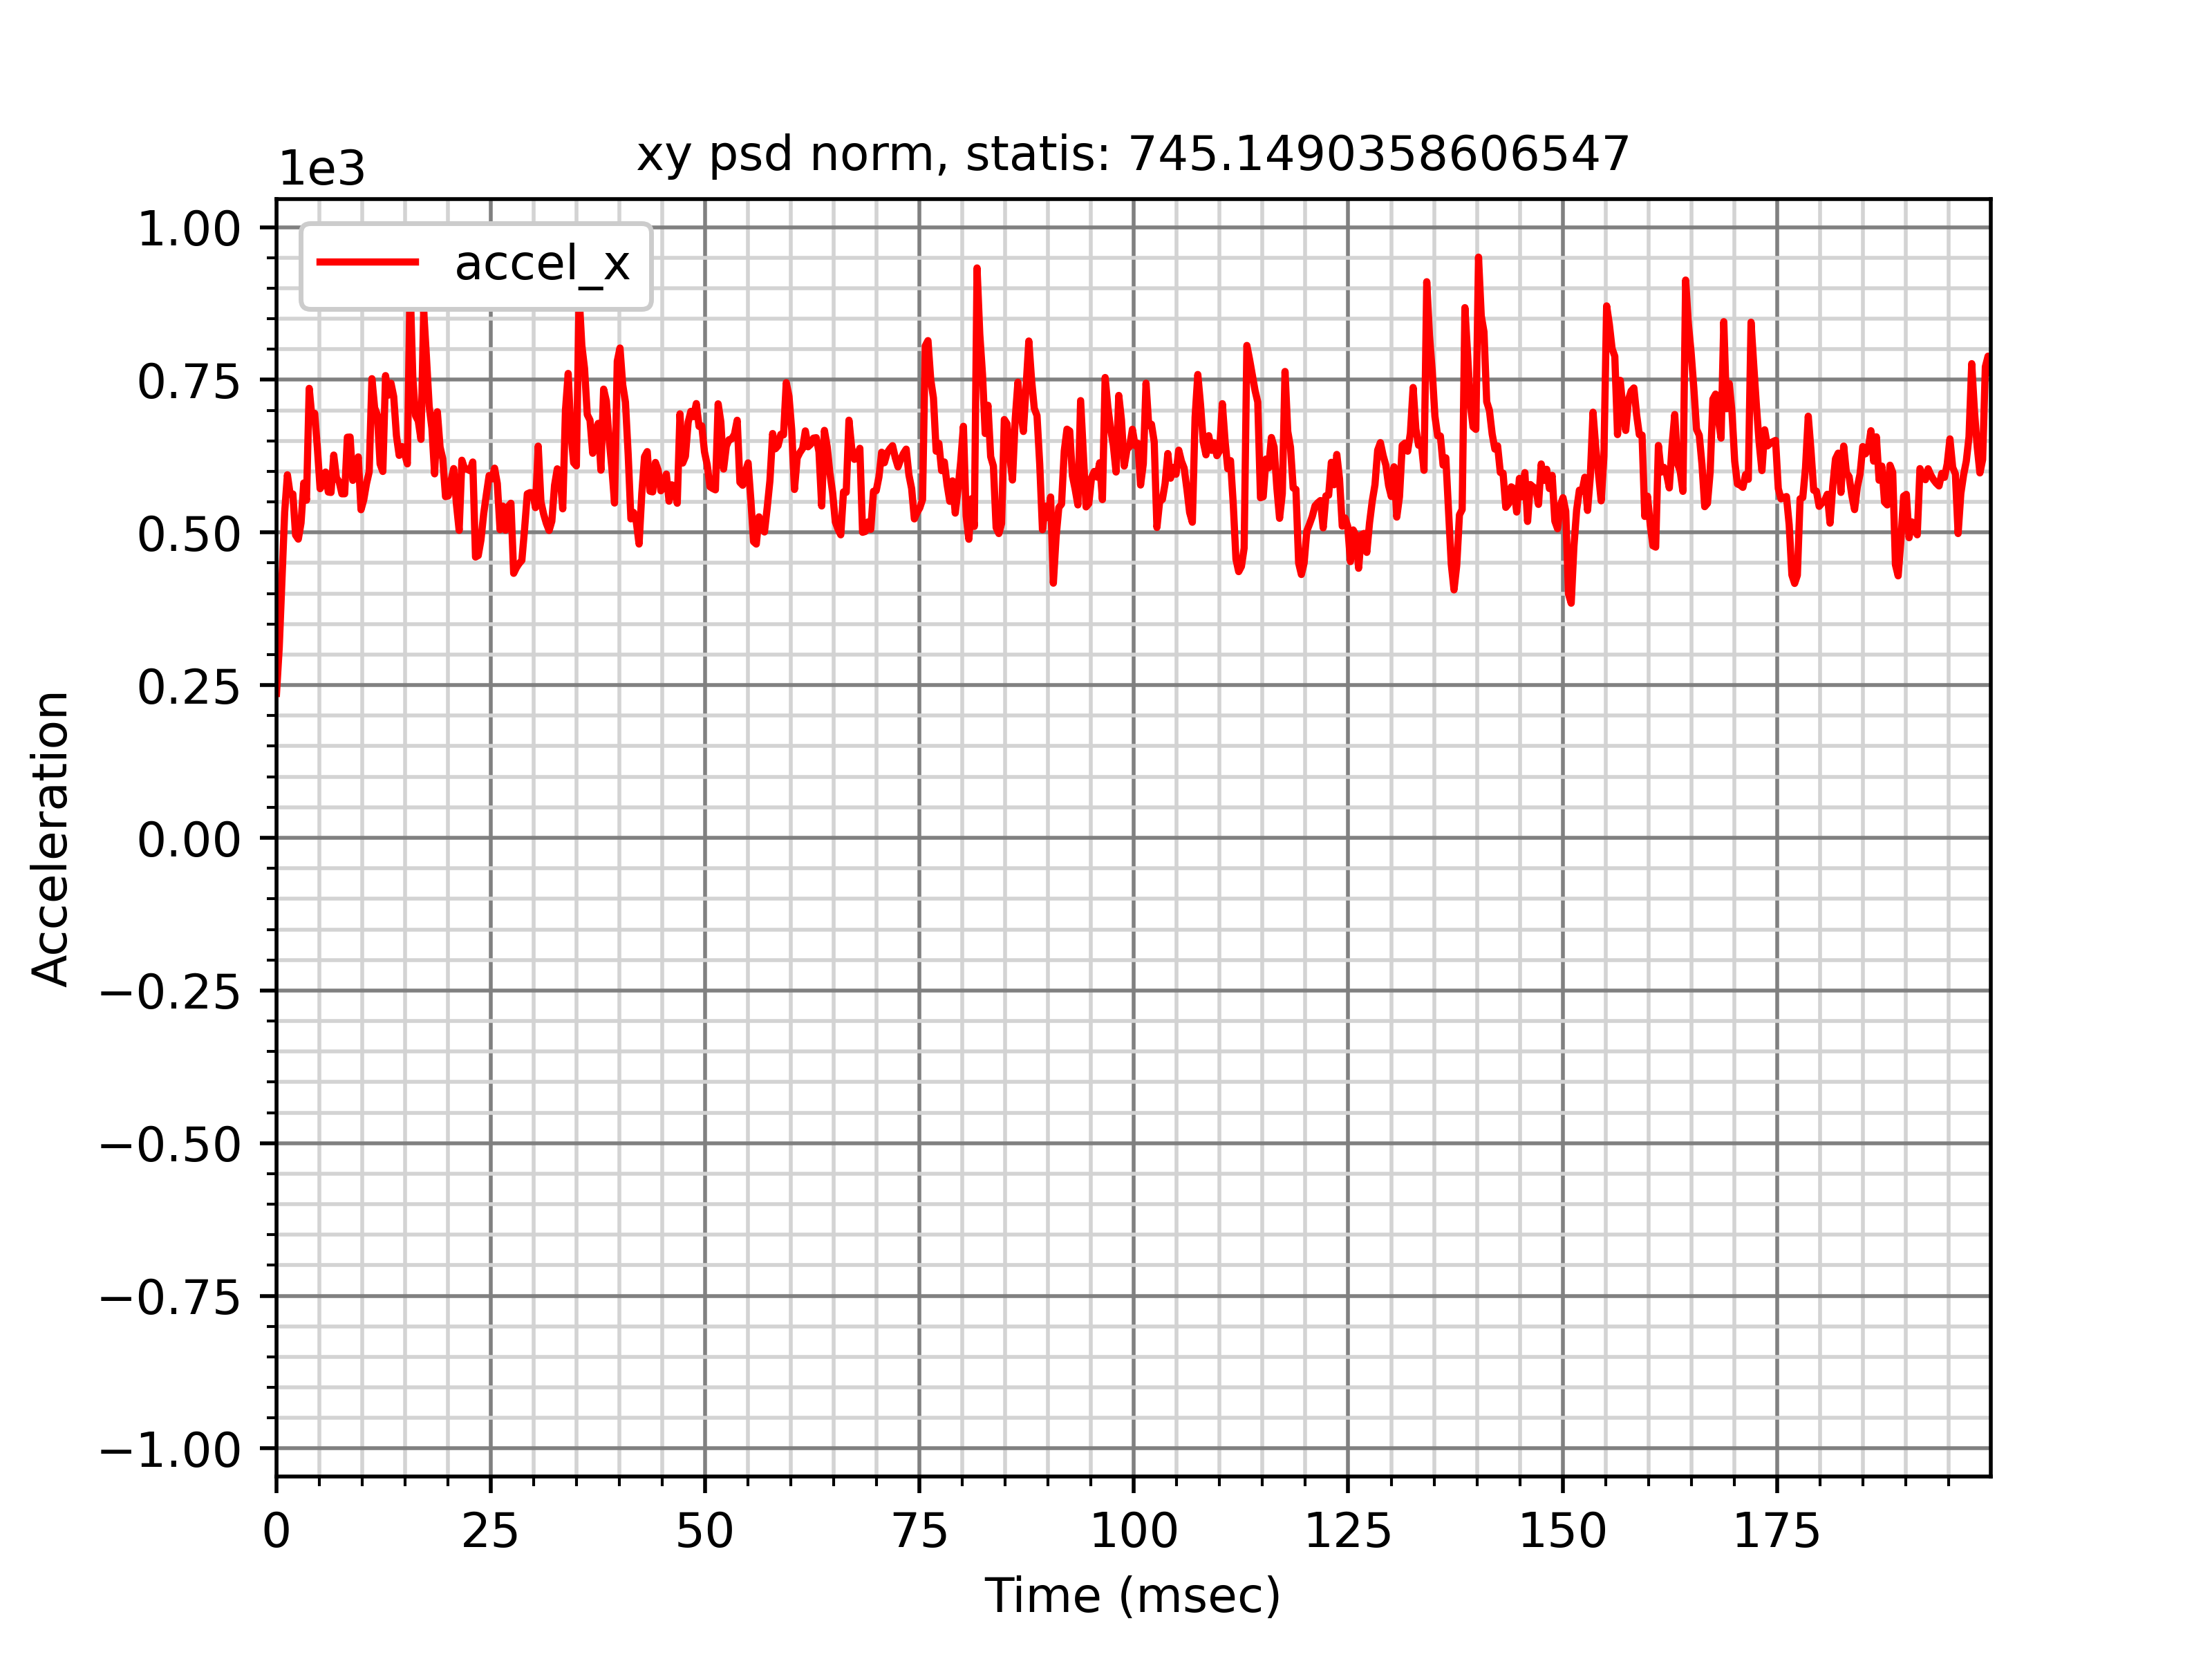 xy psd norm, statis: 745.1490358606547
1e3
accel_x
1.00
0.75
0.50
0.25
0.00
−0.25
−0.50
−0.75
−1.00
Acceleration
0 25 50 75 100 125 150 175
Time (msec)